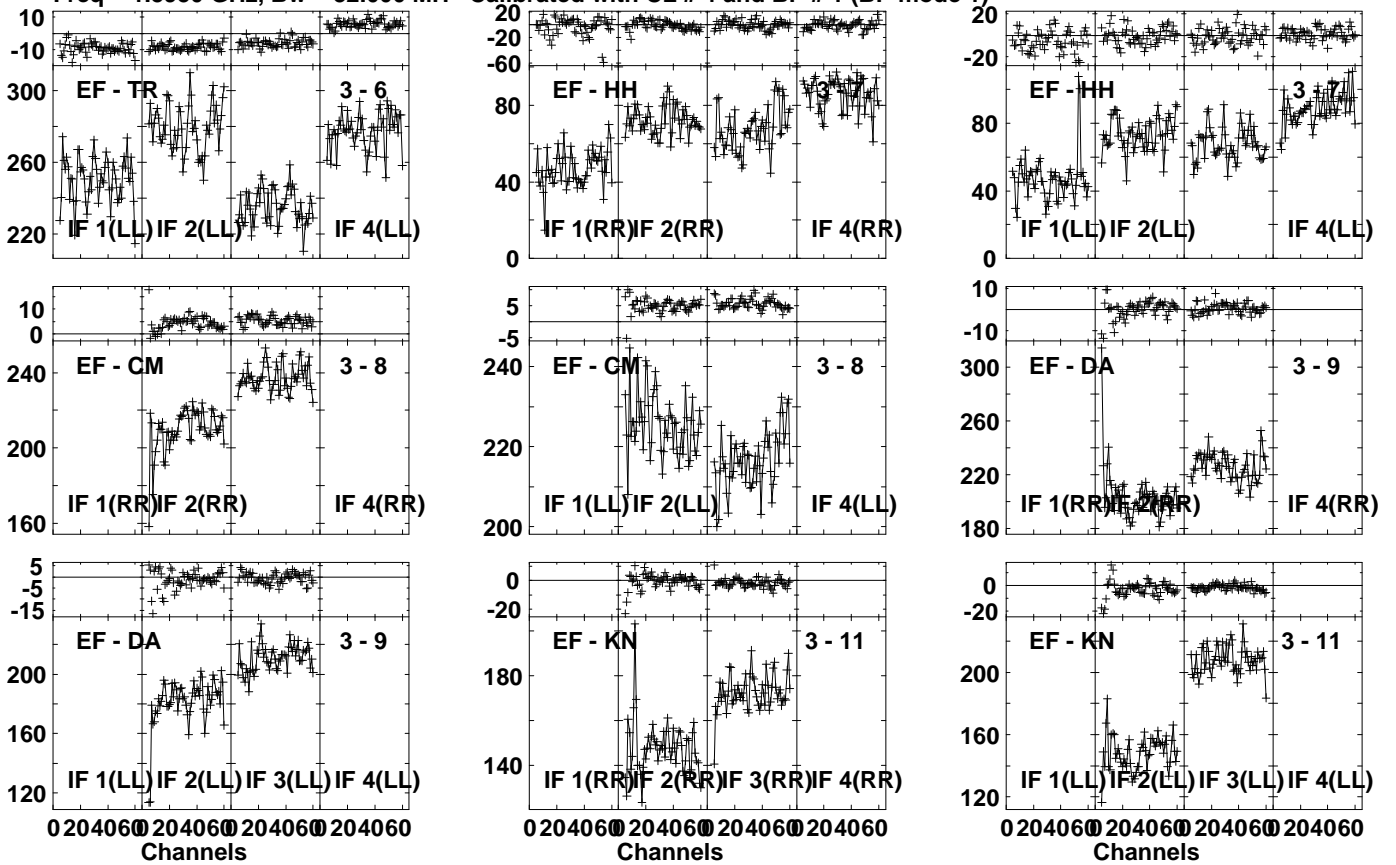 Calibrated with CL # 4 and BP # 1 (BP mode 1)
10
-10
300
260
220
EF - TR
3 - 6
IF 1(LL)
IF 2(LL)
IF 4(LL)
20
-20
-60
80
40
0
EF - HH
3 - 7
IF 1(RR)
IF 2(RR)
IF 4(RR)
20
-20
80
40
0
EF - HH
3 - 7
IF 1(LL)
IF 2(LL)
IF 4(LL)
10
0
240
200
160
EF - CM
3 - 8
IF 1(RR)
IF 2(RR)
IF 4(RR)
5
-5
240
220
200
EF - CM
3 - 8
IF 1(LL)
IF 2(LL)
IF 4(LL)
10
-10
300
260
220
180
EF - DA
3 - 9
IF 1(RR)
IF 2(RR)
IF 4(RR)
5
-5
-15
200
160
120
EF - DA
3 - 9
IF 1(LL)
IF 2(LL)
IF 3(LL)
IF 4(LL)
0 204060 0 204060 0 204060 0 204060
Channels
0
-20
180
140
EF - KN
3 - 11
IF 1(RR)
IF 2(RR)
IF 3(RR)
IF 4(RR)
0 204060 0 204060 0 204060 0 204060
Channels
0
-20
200
160
120
EF - KN
3 - 11
IF 1(LL)
IF 2(LL)
IF 3(LL)
IF 4(LL)
0 204060 0 204060 0 204060 0 204060
Channels